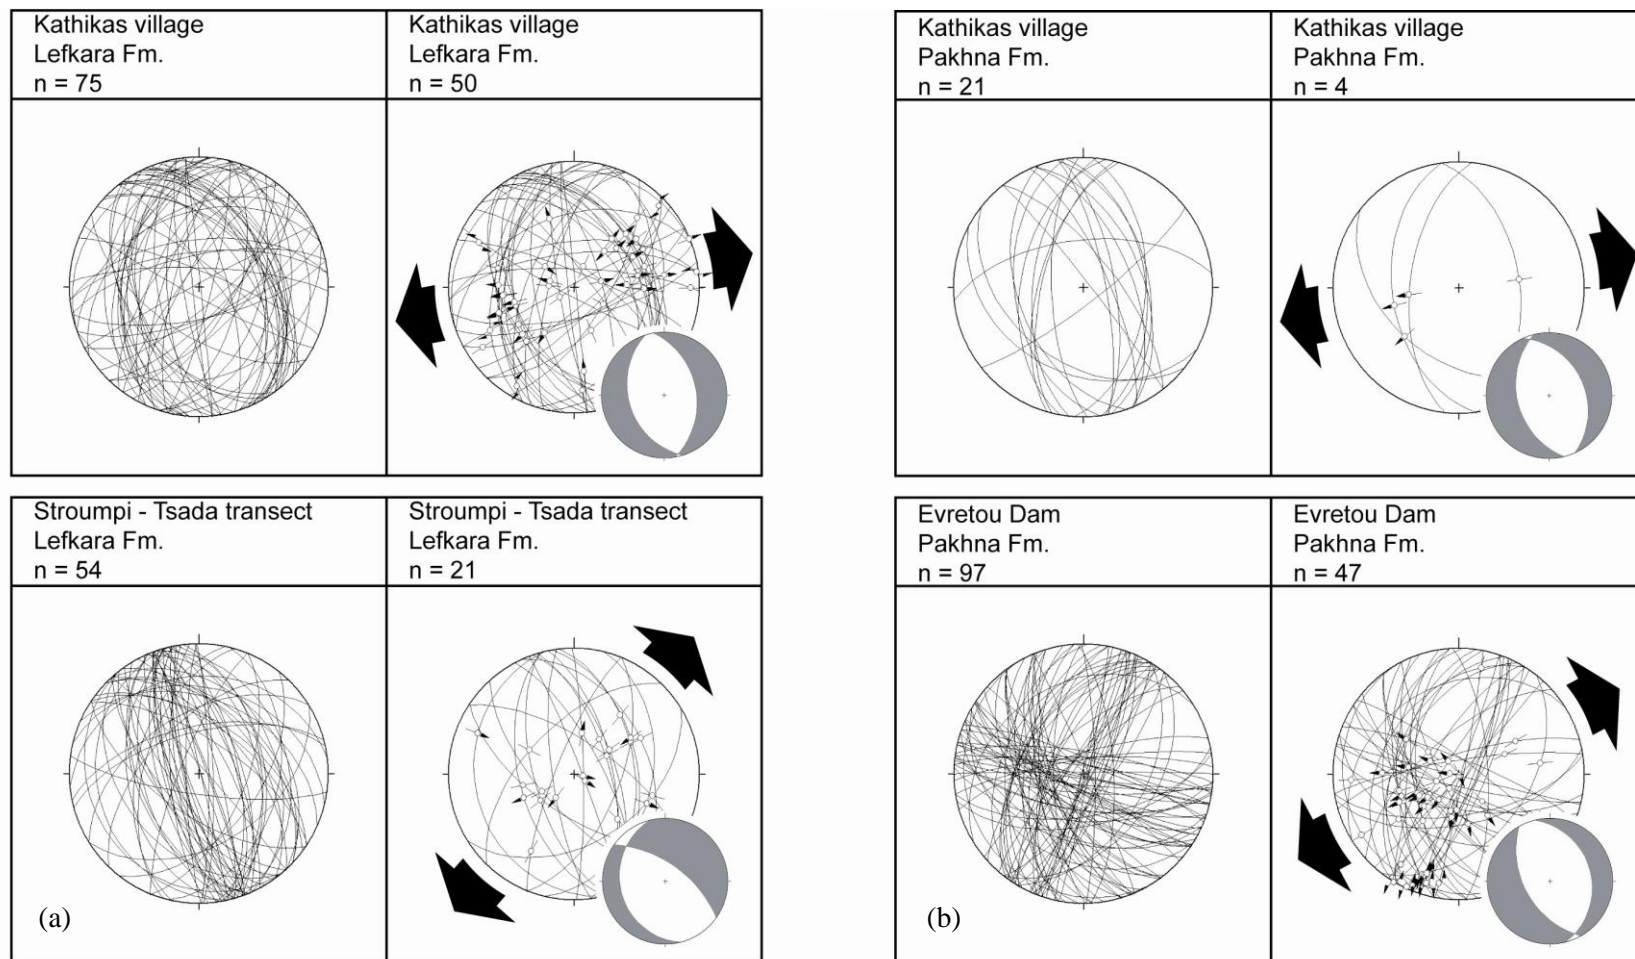 Kathikas village
Lefkara Fm.
n = 75
Kathikas village
Lefkara Fm.
n = 50
Stroumpi - Tsada transect
Lefkara Fm.
n = 54
Stroumpi - Tsada transect
Lefkara Fm.
n = 21
(a)
Kathikas village
Pakhna Fm.
n = 21
Kathikas village
Pakhna Fm.
n = 4
Evretou Dam
Pakhna Fm.
n = 97
Evretou Dam
Pakhna Fm.
n = 47
(b)